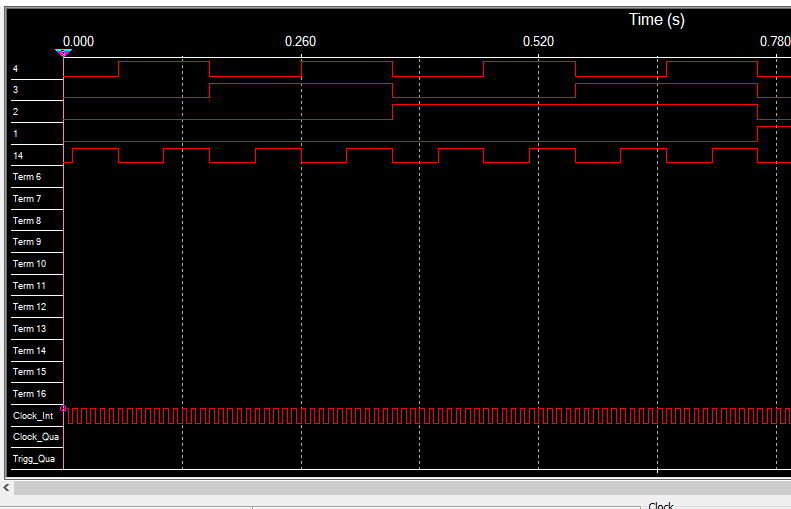 Time (s)
0.000 0.260 0.520 0.780
4
3
2
1
14
Term 6
Term 7
Term 8
Term 9
Term 10
Term 11
Term 12
Term 13
Term 14
Term 15
Term 16
Clock_Int
Clock_Qua
Trigg_Qua
Clock